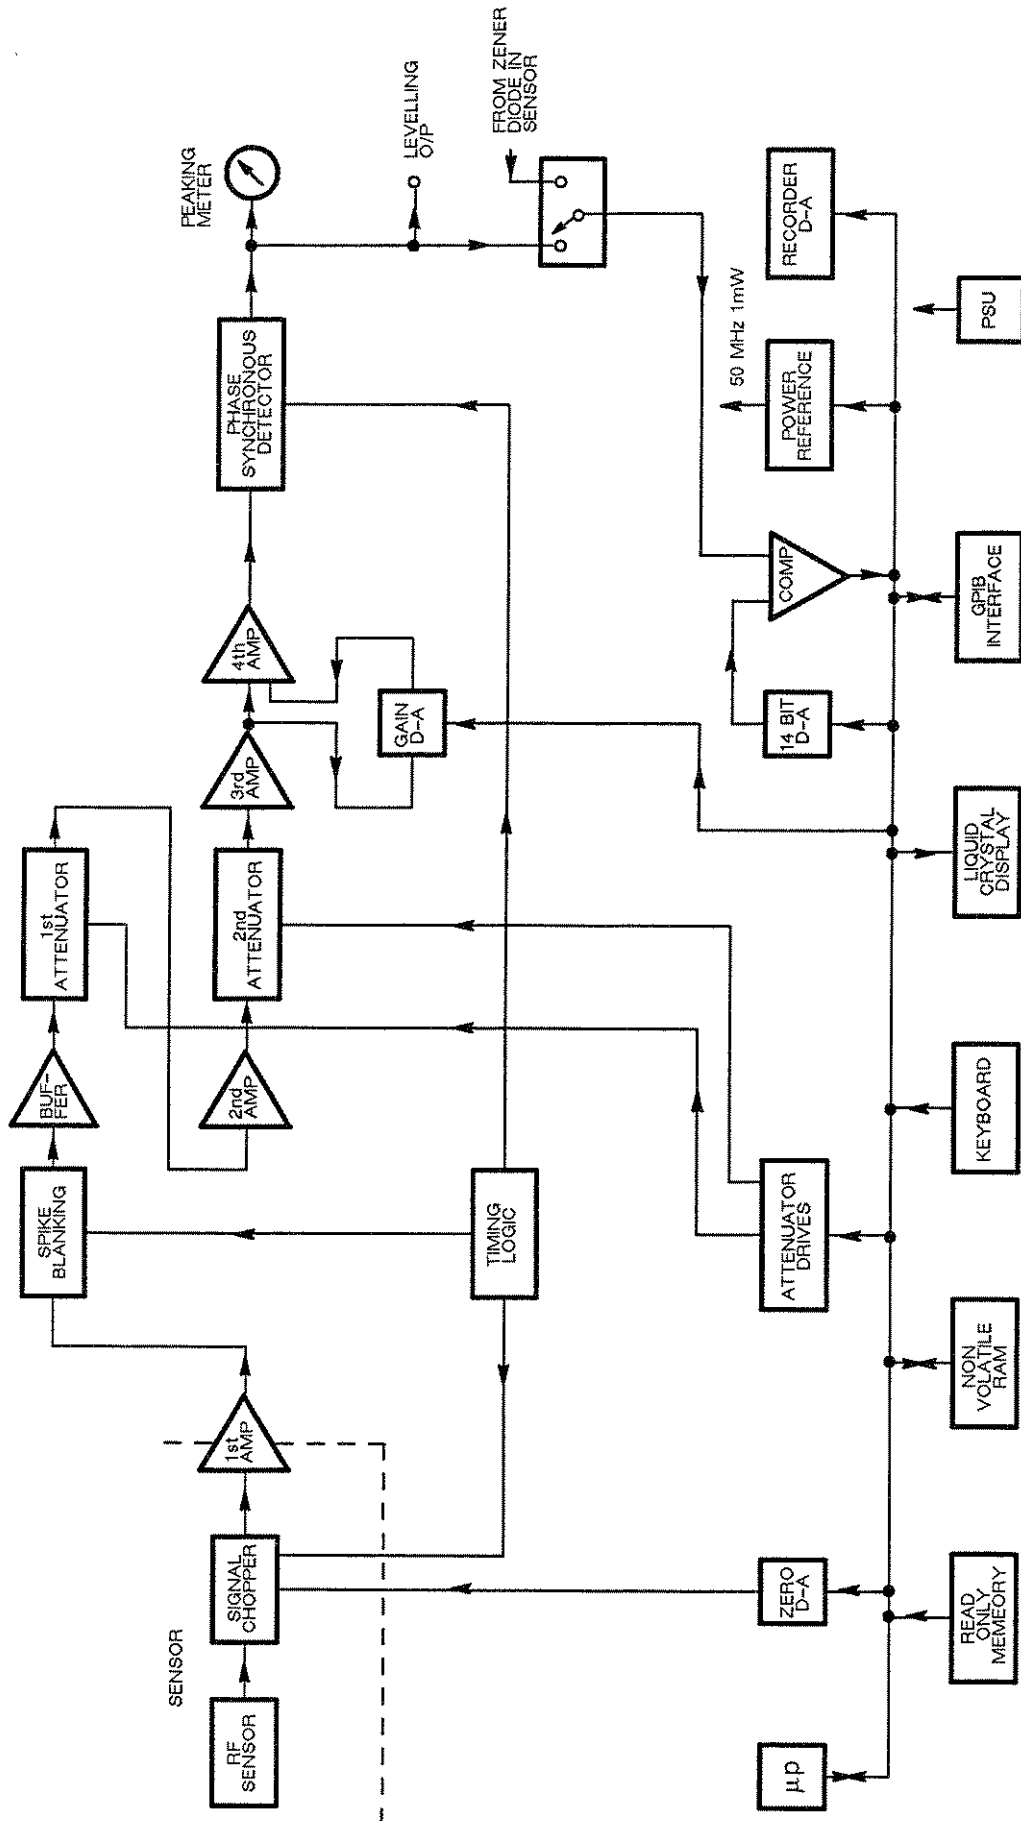 SENSOR
RF
SENSOR
SIGNAL
CHOPPER
1st
AMP
SPIKE
BLANKING
BUF-
FER
1st
ATTENUATOR
2nd
AMP
2nd
ATTENUATOR
3rd
AMP
4th
AMP
GAIN
D-A
PHASE
SYNCHRONOUS
DETECTOR
PEAKING
METER
LEVELLING
O/P
FROM ZENER
DIODE IN
SENSOR
TIMING
LOGIC
ZERO
D-A
ATTENUATOR
DRIVES
14 BIT
D-A
COMP
50 MHz 1mW
POWER
REFERENCE
RECORDER
D-A
µp
READ
ONLY
MEMEORY
NON
VOLATILE
RAM
KEYBOARD
LIQUID
CRYSTAL
DISPLAY
GPIB
INTERFACE
PSU